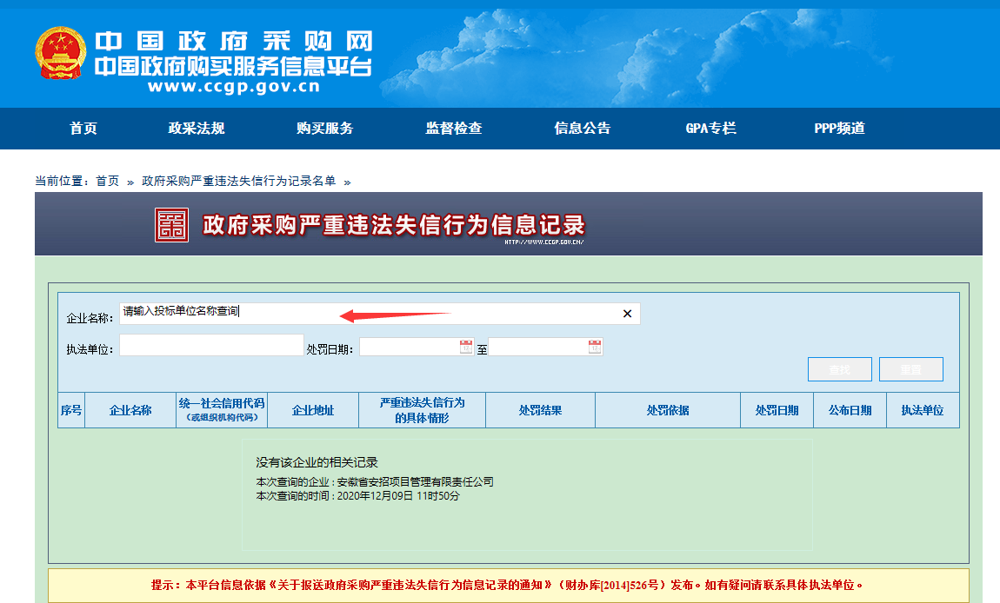 中国政府采购网
中国政府购买服务信息平台
www.ccgp.gov.cn
首页 政采法规 购买服务 监督检查 信息公告 GPA专栏 PPP频道
当前位置：首页 » 政府采购严重违法失信行为记录名单 »
政府采购严重违法失信行为信息记录
HTTP://WWW.CCGP.GOV.CN/
企业名称： 请输入投标单位名称查询 ×
执法单位： 处罚日期： 至
查找 重置
序号 企业名称 统一社会信用代码 企业地址 严重违法失信行为 处罚结果 处罚依据 处罚日期 公布日期 执法单位
（或组织机构代码） 的具体情形
没有该企业的相关记录
本次查询的企业 : 安徽省安招项目管理有限责任公司
本次查询的时间 : 2020年12月09日 11时50分
提示：本平台信息依据《关于报送政府采购严重违法失信行为信息记录的通知》（财办库[2014]526号）发布。如有疑问请联系具体执法单位。